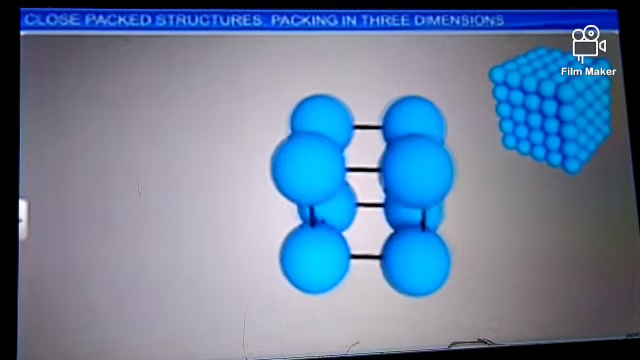 CLOSE PACKED STRUCTURES: PACKING IN THREE DIMENSIONS
Film Maker